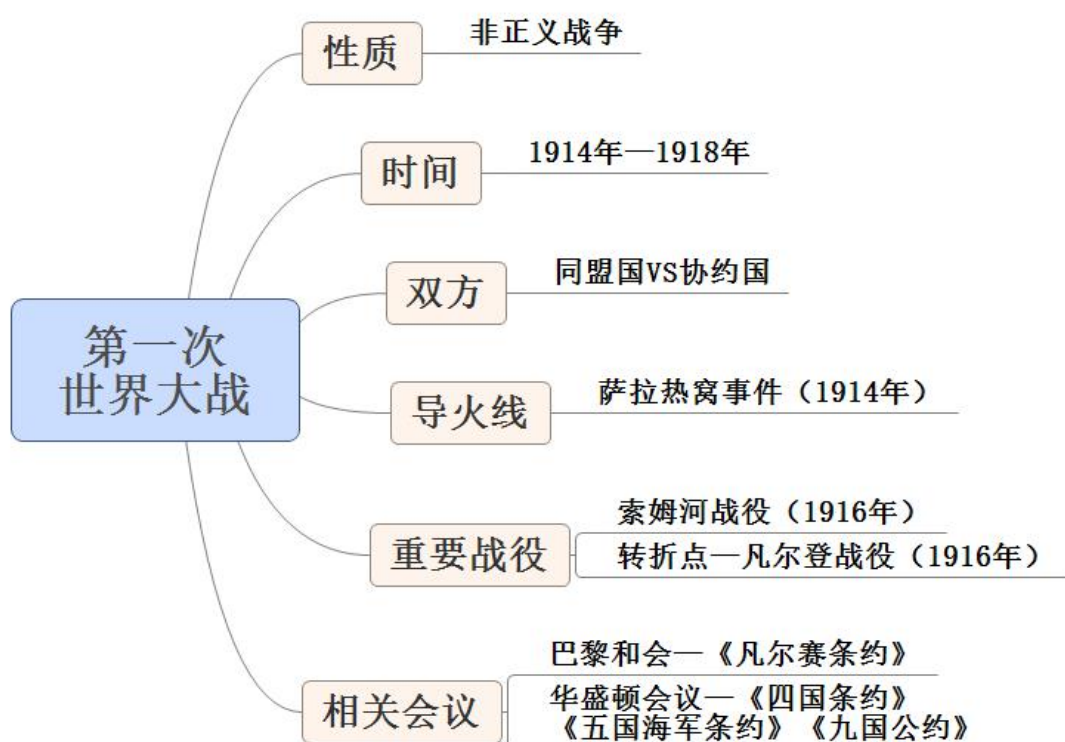 性质
非正义战争
时间
1914年—1918年
双方
同盟国VS协约国
第一次
世界大战
导火线
萨拉热窝事件（1914年）
重要战役
索姆河战役（1916年）
转折点—凡尔登战役（1916年）
相关会议
巴黎和会—《凡尔赛条约》
华盛顿会议—《四国条约》
《五国海军条约》《九国公约》